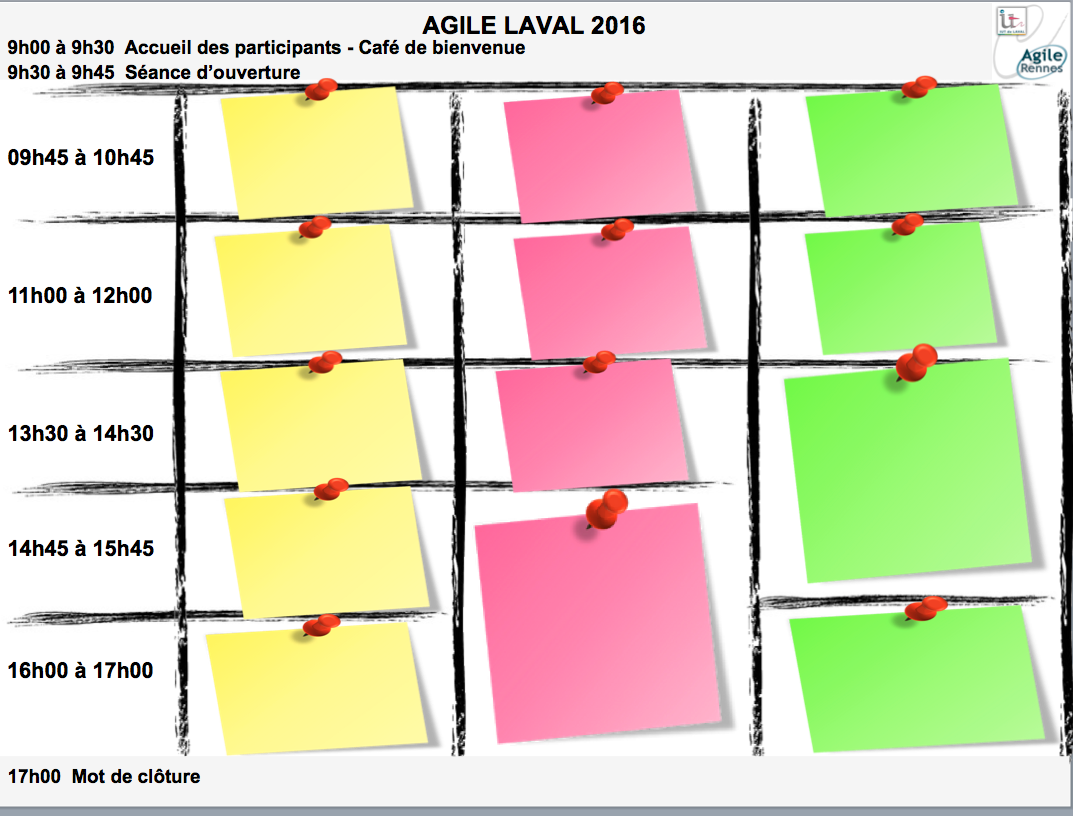 AGILE LAVAL 2016
9h00 à 9h30 Accueil des participants - Café de bienvenue
9h30 à 9h45 Séance d’ouverture
Agile
Rennes
09h45 à 10h45
11h00 à 12h00
13h30 à 14h30
14h45 à 15h45
16h00 à 17h00
17h00 Mot de clôture